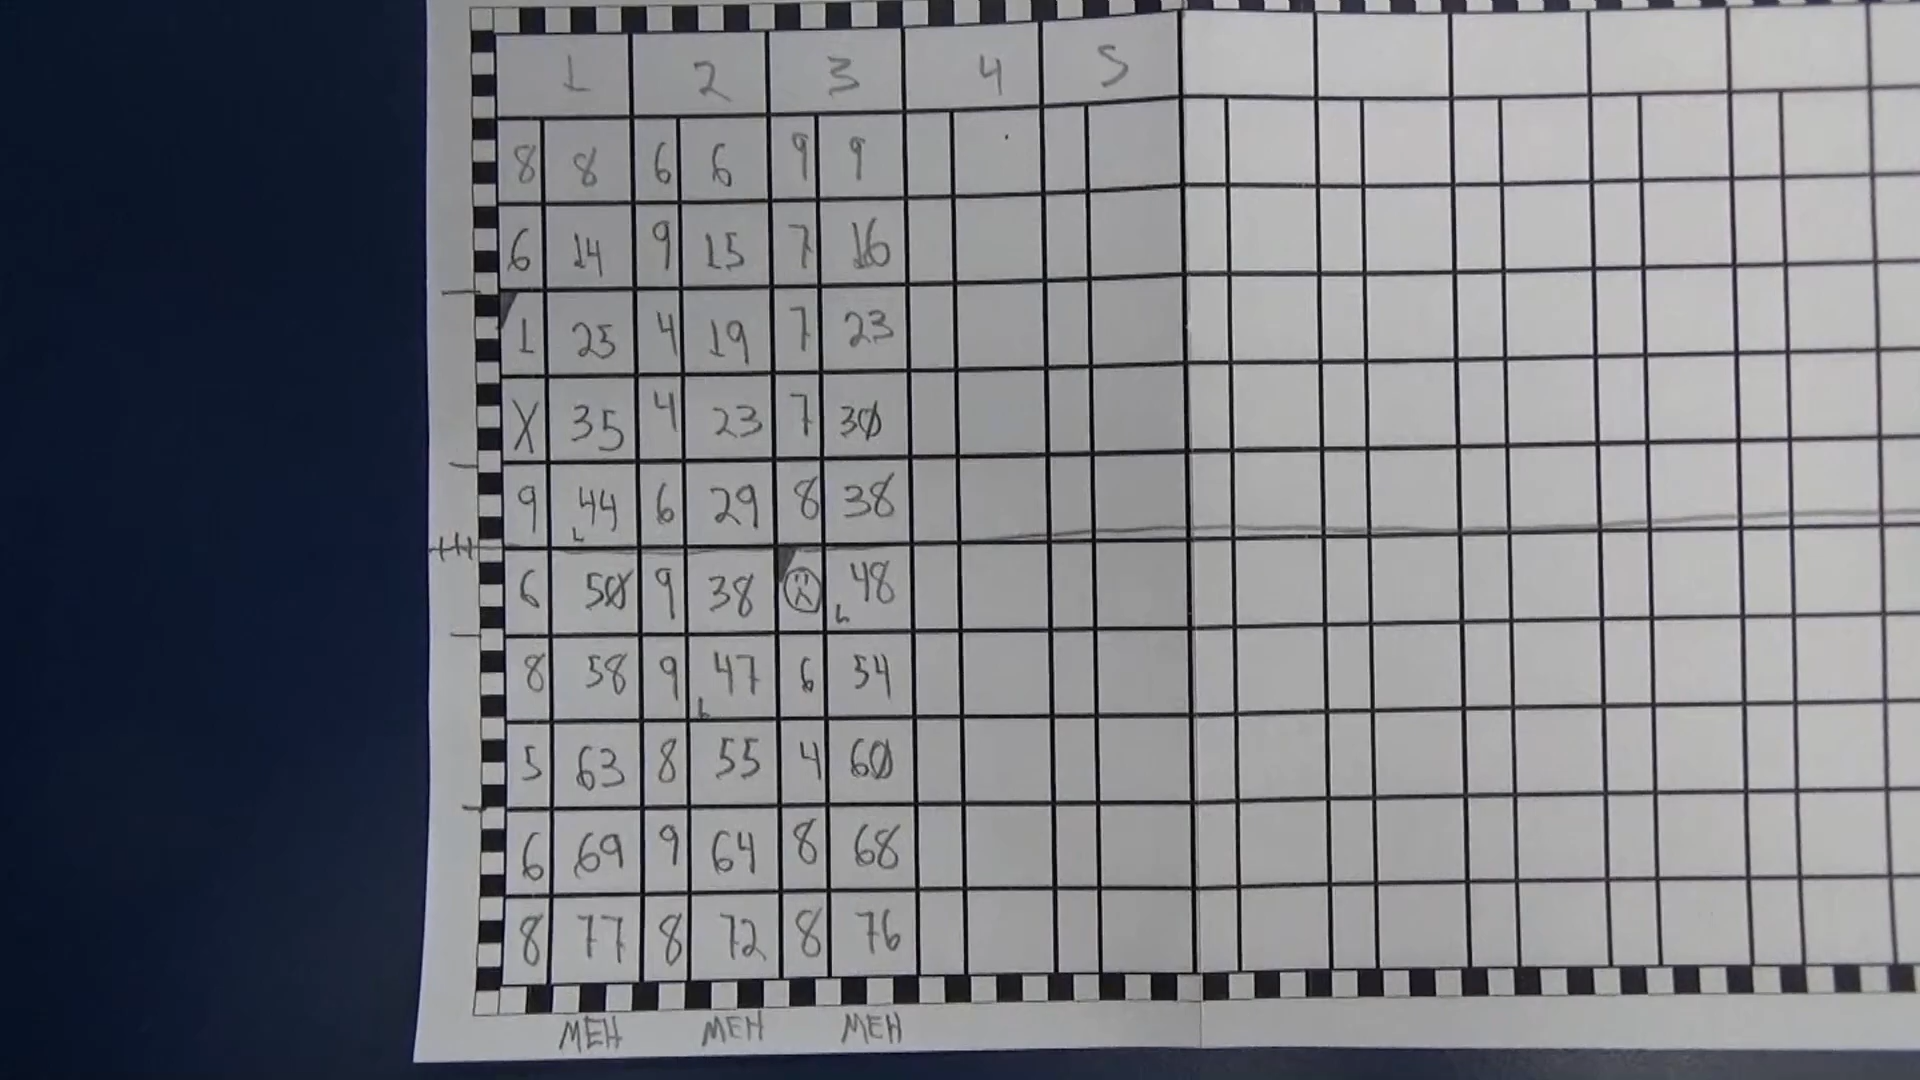 1 2 3 4 5
8 8 6 6 9 9
6 14 9 15 7 16
1 25 4 19 7 23
X 35 4 23 7 30
9 44 6 29 8 38
6 50 9 38 48
8 58 9 47 6 54
5 63 8 55 4 60
6 69 9 64 8 68
8 77 8 72 8 76
MEH MEH MEH